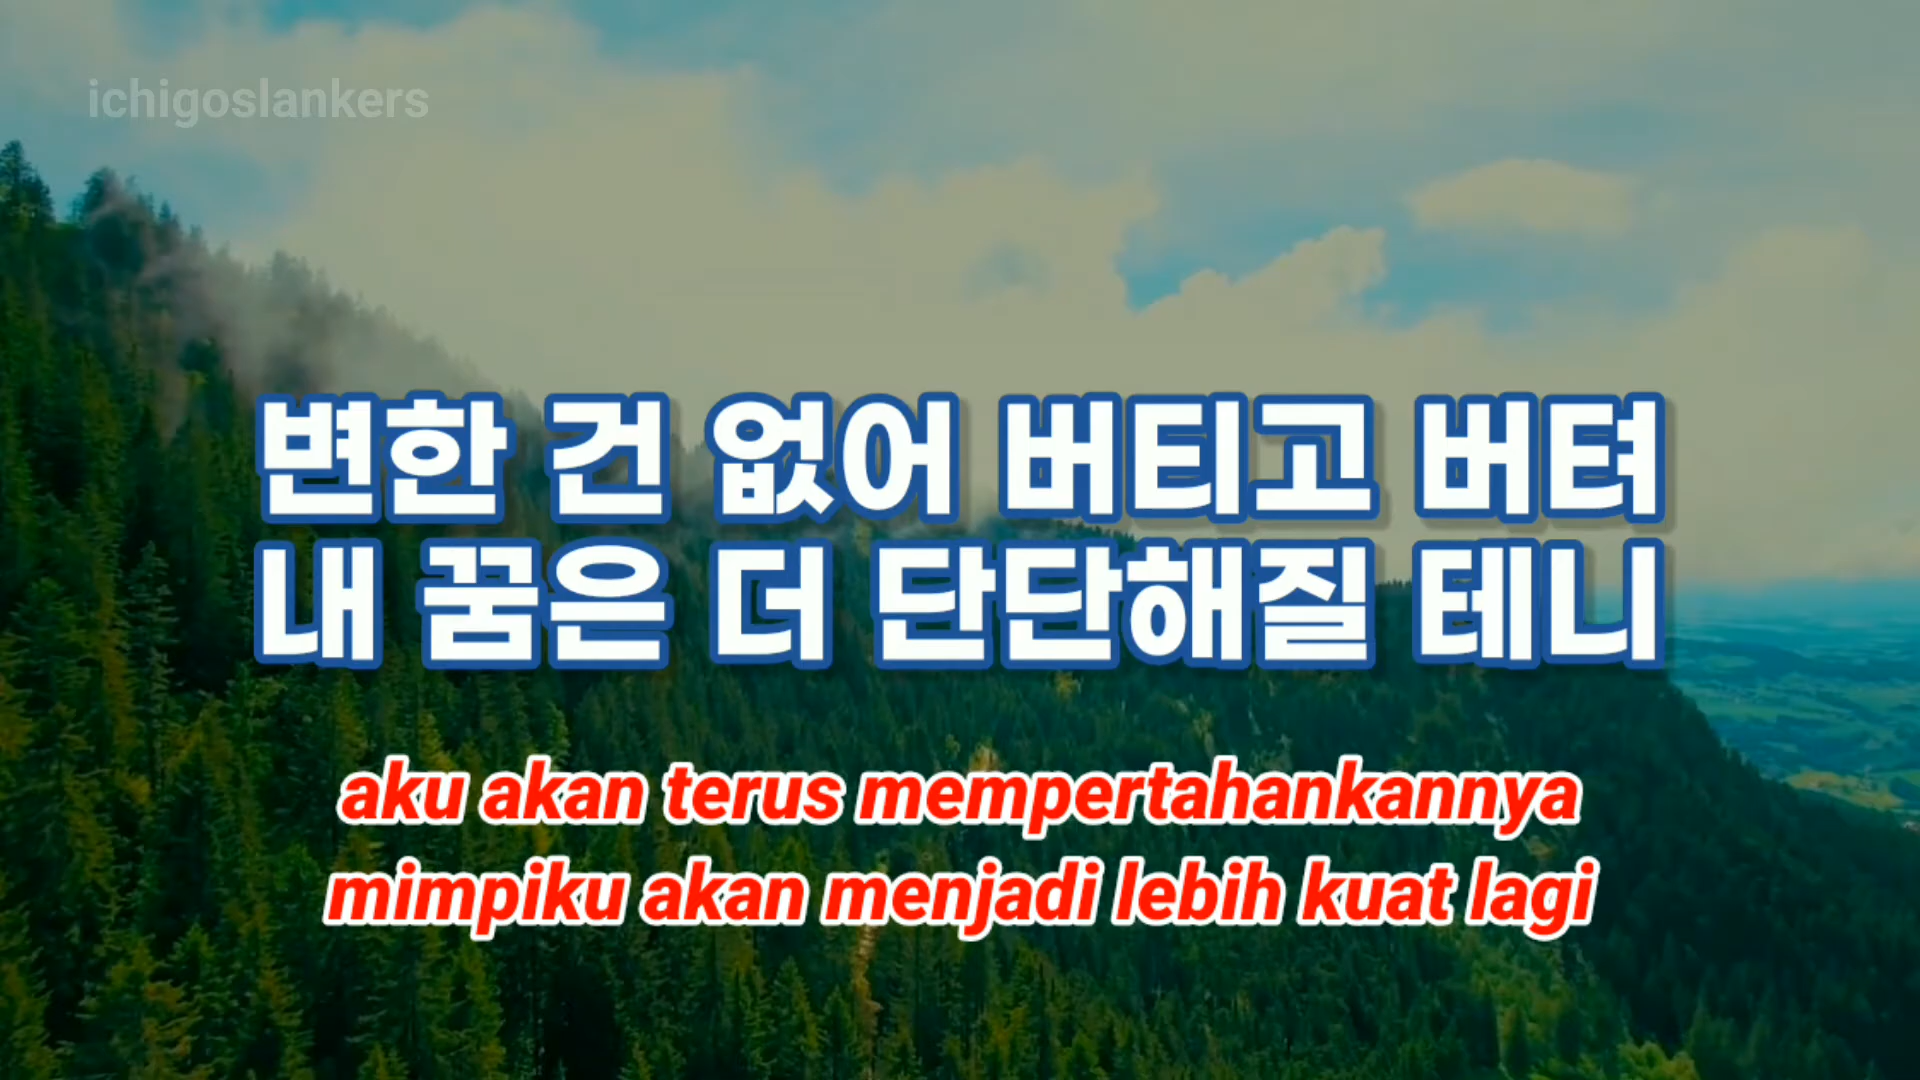 ichigoslankers
변한 건 없어 버티고 버텨
내 꿈은 더 단단해질 테니
aku akan terus mempertahankannya
mimpiku akan menjadi lebih kuat lagi